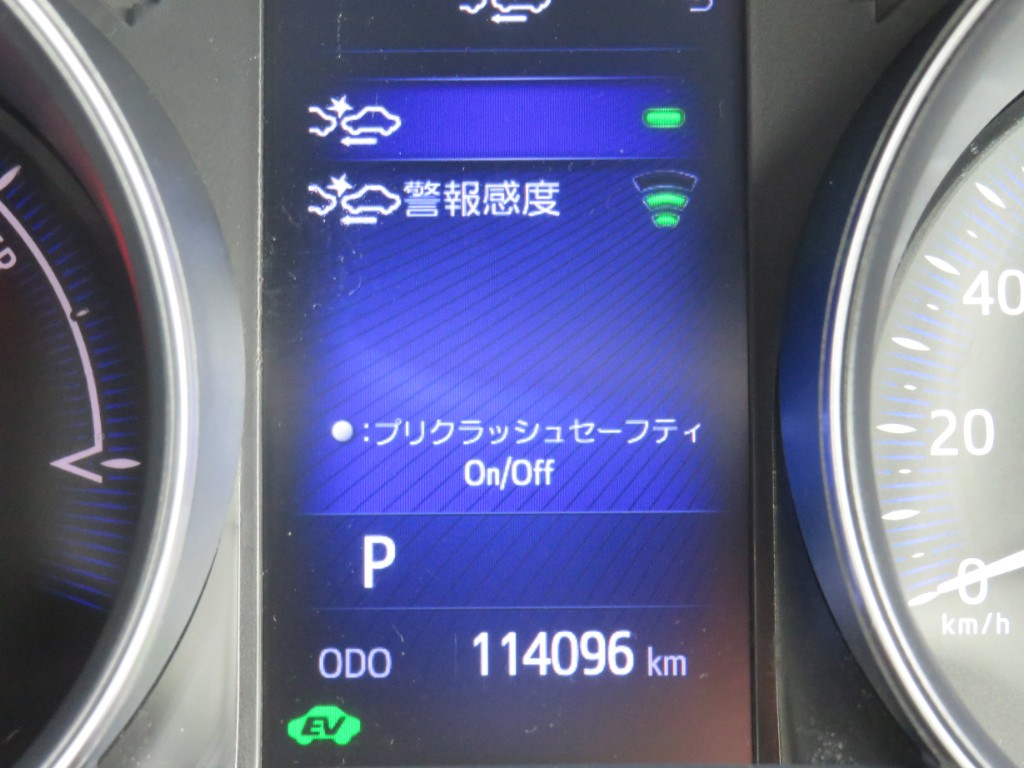 警報感度
●:プリクラッシュセーフティ
On/Off
P
ODO 114096 km
EV
40
20
0
km/h